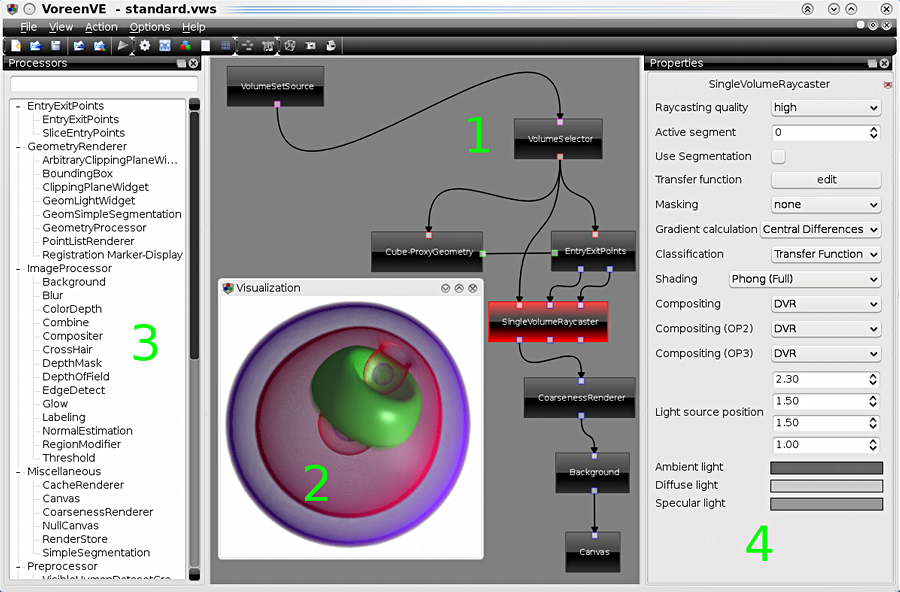 VoreenVE - standard.vws
File View Action Options Help
Processors
- EntryExitPoints
EntryExitPoints
SliceEntryPoints
- GeometryRenderer
ArbitraryClippingPlaneWi...
BoundingBox
ClippingPlaneWidget
GeomLightWidget
GeomSimpleSegmentation
GeometryProcessor
PointListRenderer
Registration Marker-Display
- ImageProcessor
Background
Blur
ColorDepth
Combine
Compositer
CrossHair
DepthMask
DepthOfField
EdgeDetect
Glow
Labeling
NormalEstimation
RegionModifier
Threshold
- Miscellaneous
CacheRenderer
Canvas
CoarsenessRenderer
NullCanvas
RenderStore
SimpleSegmentation
- Preprocessor
3
VolumeSetSource
1
VolumeSelector
Cube-ProxyGeometry
EntryExitPoints
SingleVolumeRaycaster
CoarsenessRenderer
Background
Canvas
Visualization
2
Properties
SingleVolumeRaycaster
Raycasting quality high
Active segment 0
Use Segmentation
Transfer function edit
Masking none
Gradient calculation Central Differences
Classification Transfer Function
Shading Phong (Full)
Compositing DVR
Compositing (OP2) DVR
Compositing (OP3) DVR
2.30
1.50
Light source position
1.50
1.00
Ambient light
Diffuse light
Specular light
4